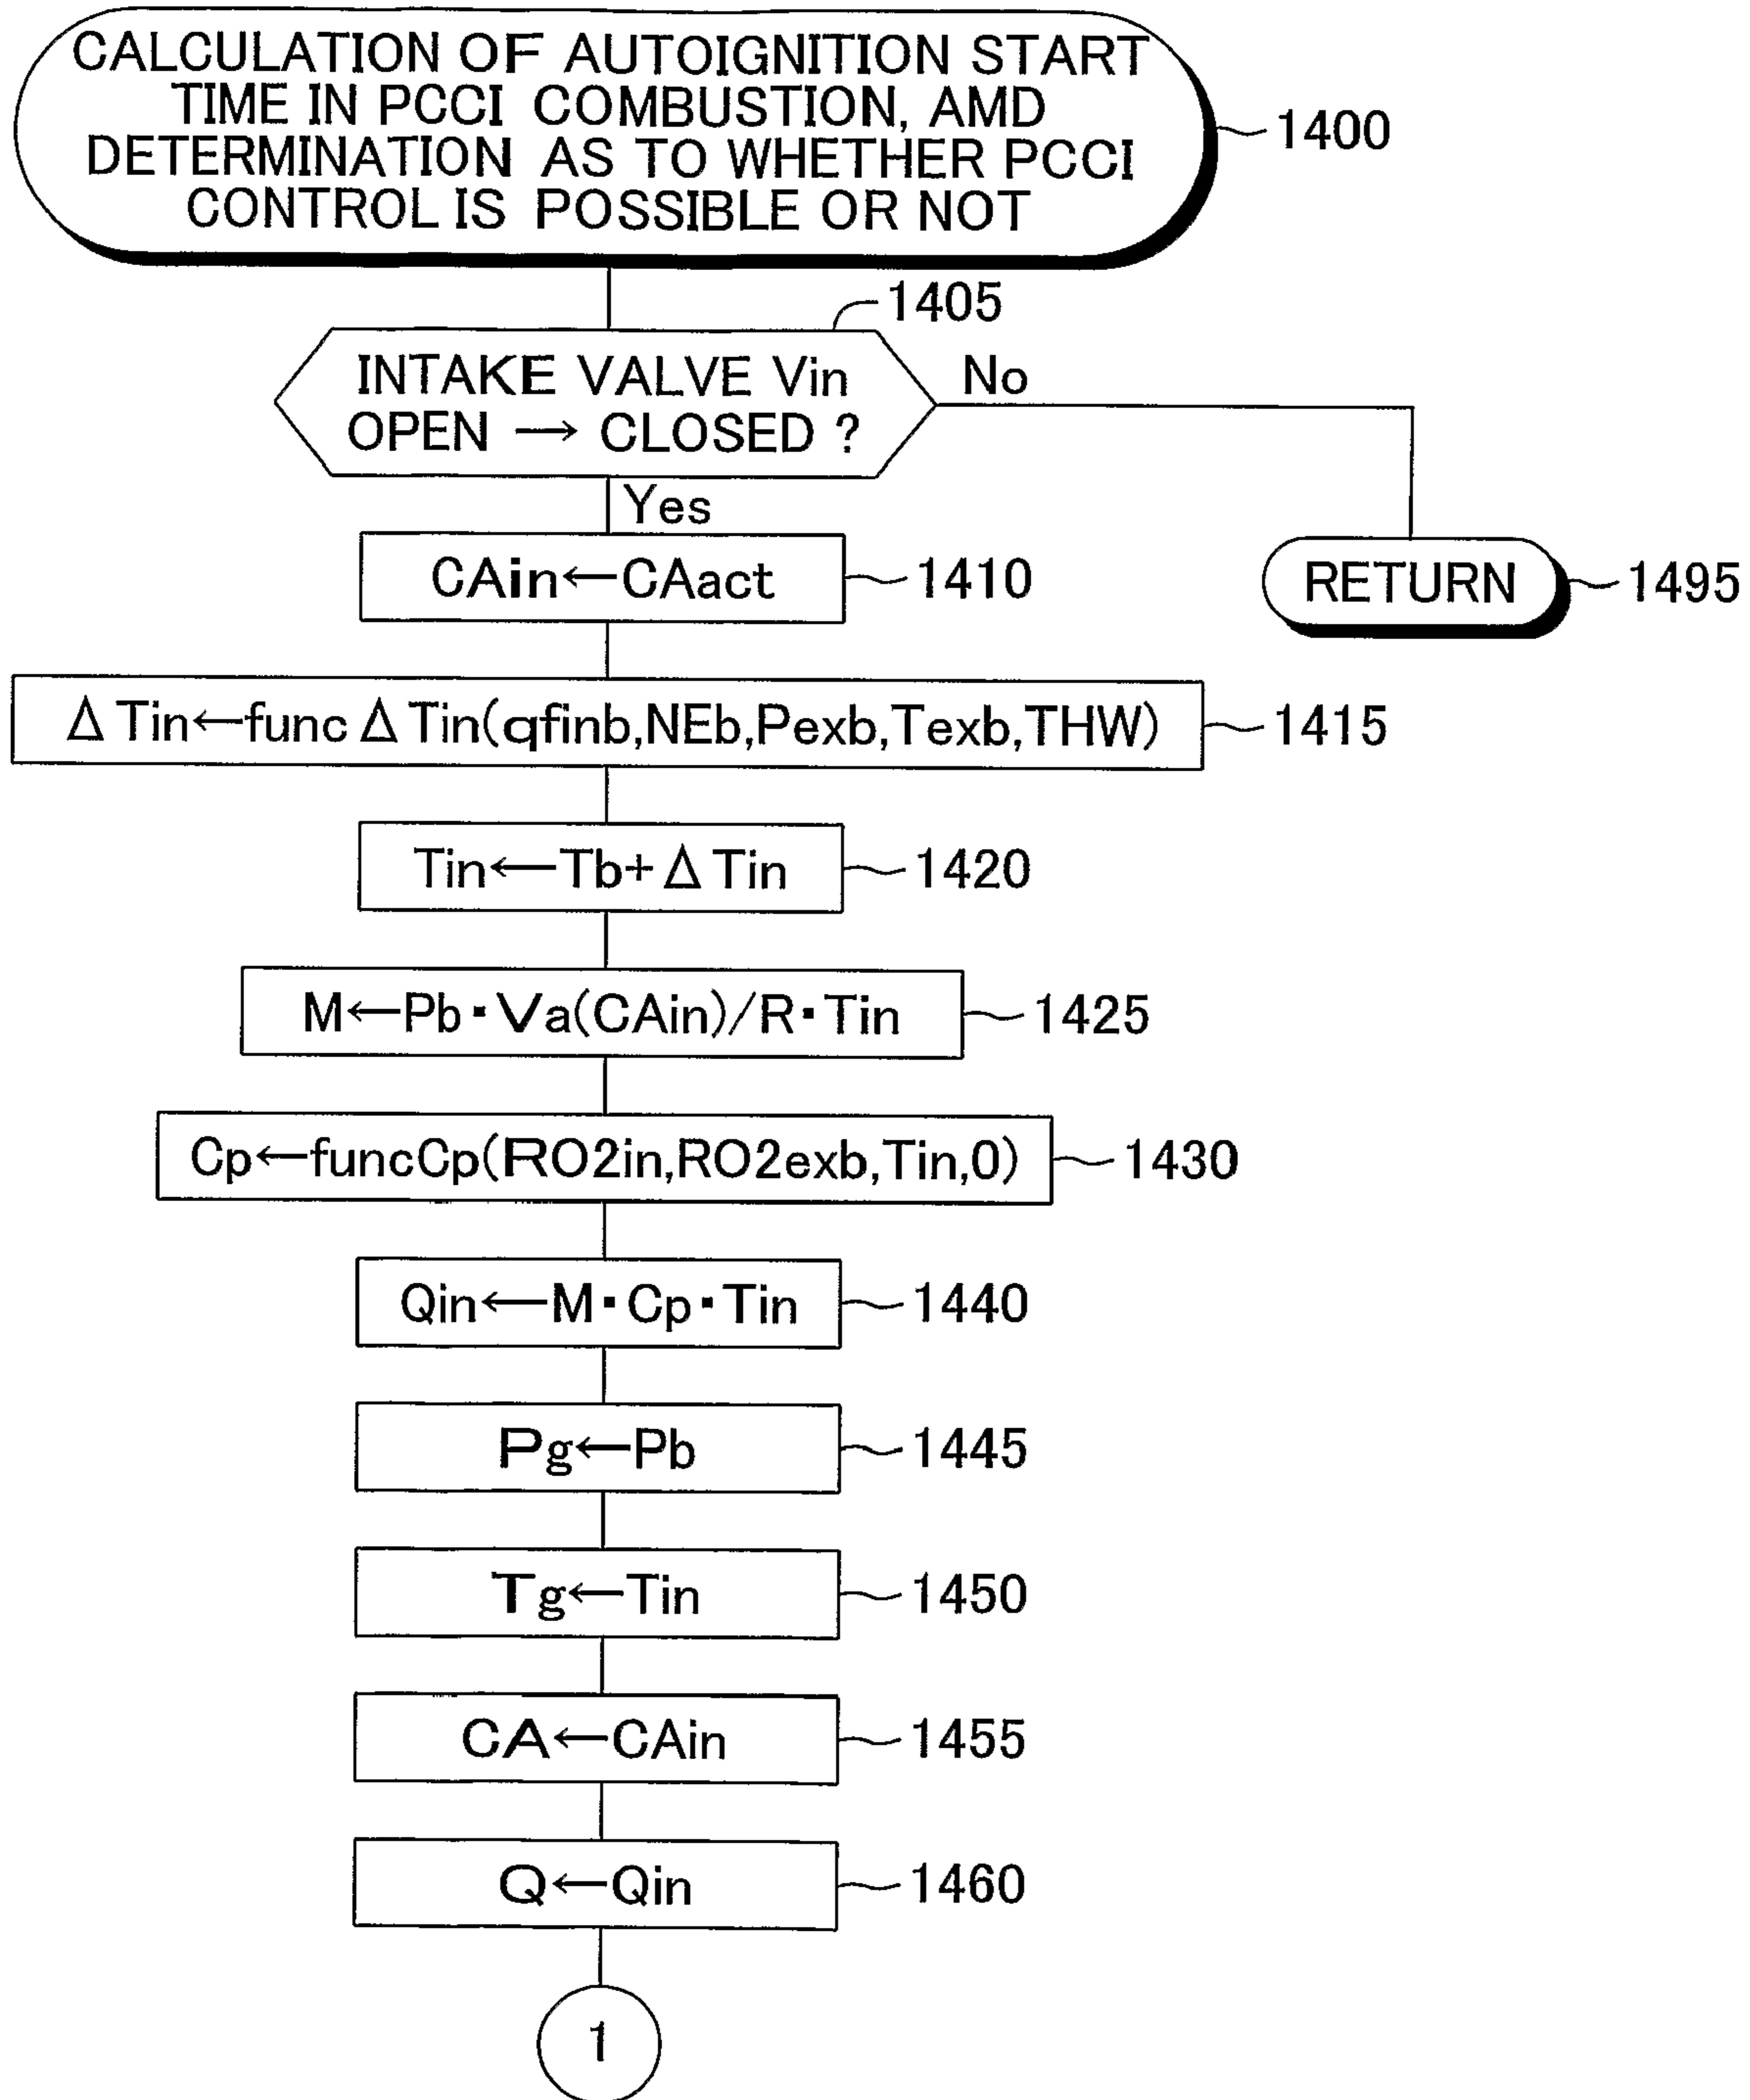 CALCULATION OF AUTOIGNITION START
TIME IN PCCI COMBUSTION, AMD
DETERMINATION AS TO WHETHER PCCI
CONTROL IS POSSIBLE OR NOT
1400
1405
INTAKE VALVE Vin
OPEN → CLOSED ?
No
Yes
CAin←CAact
1410
RETURN
1495
ΔTin←funcΔTin(qfinb,NEb,Pexb,Texb,THW)
1415
Tin←Tb+ΔTin
1420
M←Pb·Va(CAin)/R·Tin
1425
Cp←funcCp(RO2in,RO2exb,Tin,0)
1430
Qin←M·Cp·Tin
1440
Pg←Pb
1445
Tg←Tin
1450
CA←CAin
1455
Q←Qin
1460
1